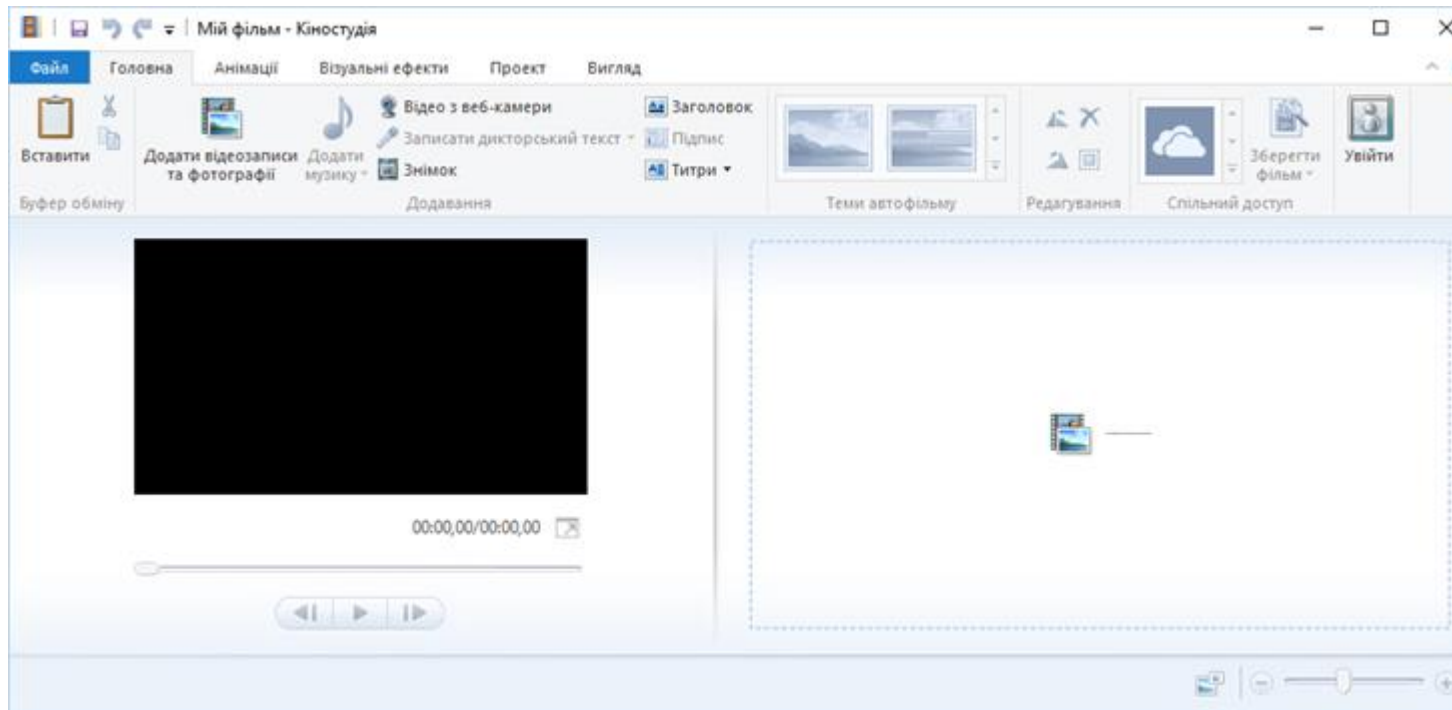 Мій фільм - Кіностудія
Файл Головна Анімації Візуальні ефекти Проект Вигляд
Вставити
Буфер обміну
Додати відеозаписи
та фотографії
Додати
музику
Відео з веб-камери
Записати дикторський текст
Знімок
Заголовок
Підпис
Титри
Додавання
Теми автофільму
Редагування
Зберегти
фільм
Спільний доступ
Увійти
00:00,00/00:00,00